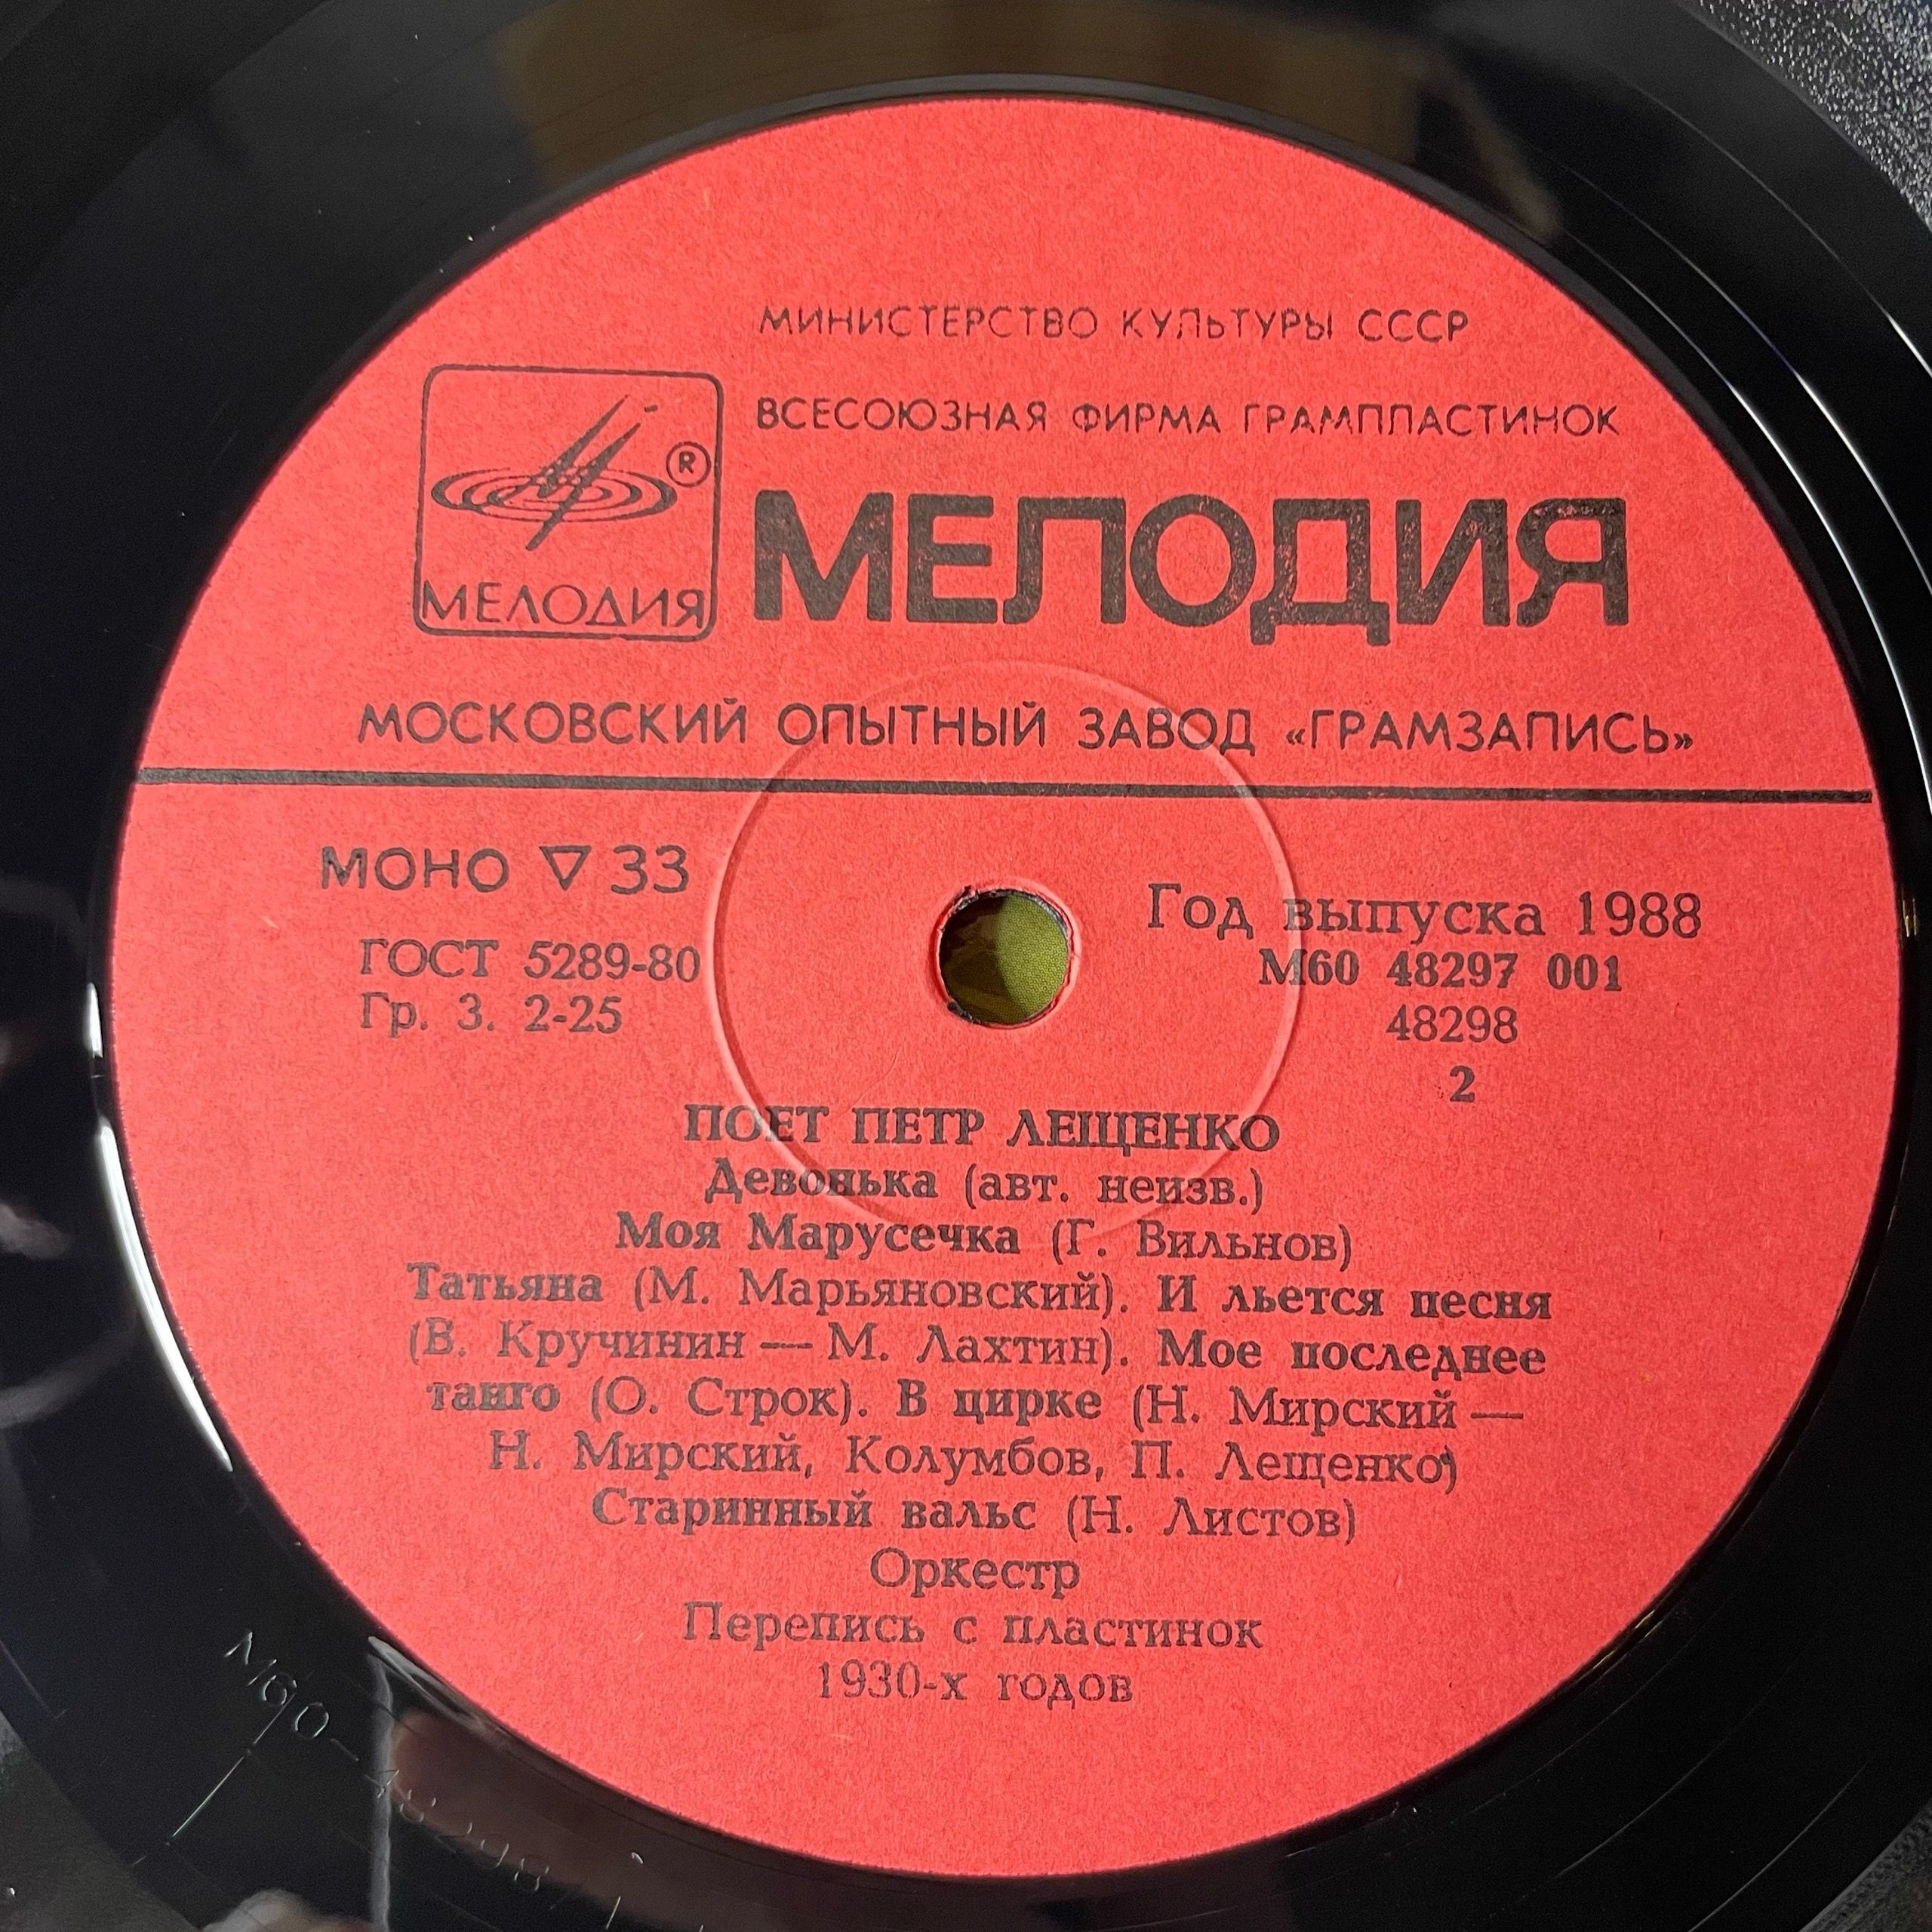 МИНИСТЕРСТВО КУЛЬТУРЫ СССР
ВСЕСОЮЗНАЯ ФИРМА ГРАМПЛАСТИНОК
®
МЕЛОДИЯ
МЕЛОДИЯ
МОСКОВСКИЙ ОПЫТНЫЙ ЗАВОД «ГРАМЗАПИСЬ»
МОНО ▽ 33
Год выпуска 1988
ГОСТ 5289-80
М60 48297 001
Гр. 3. 2-25
48298
2
ПОЕТ ПЕТР ЛЕЩЕНКО
Девонька (авт. неизв.)
Моя Марусечка (Г. Вильнов)
Татьяна (М. Марьяновский). И льется песня
(В. Кручинин — М. Лахтин). Мое последнее
танго (О. Строк). В цирке (Н. Мирский —
Н. Мирский, Колумбов, П. Лещенко)
Старинный вальс (Н. Листов)
Оркестр
Перепись с пластинок
1930-х годов
М60-48298